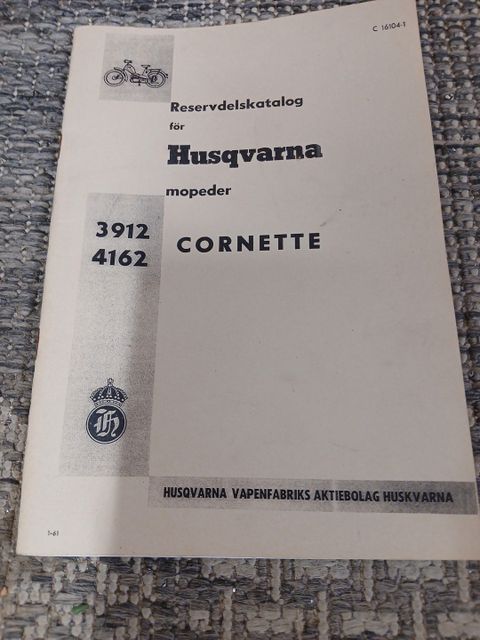 C 16104-1
Reservdelskatalog
för
Husqvarna
mopeder
3912
4162
CORNETTE
H
HUSQVARNA VAPENFABRIKS AKTIEBOLAG HUSKVARNA
1-61